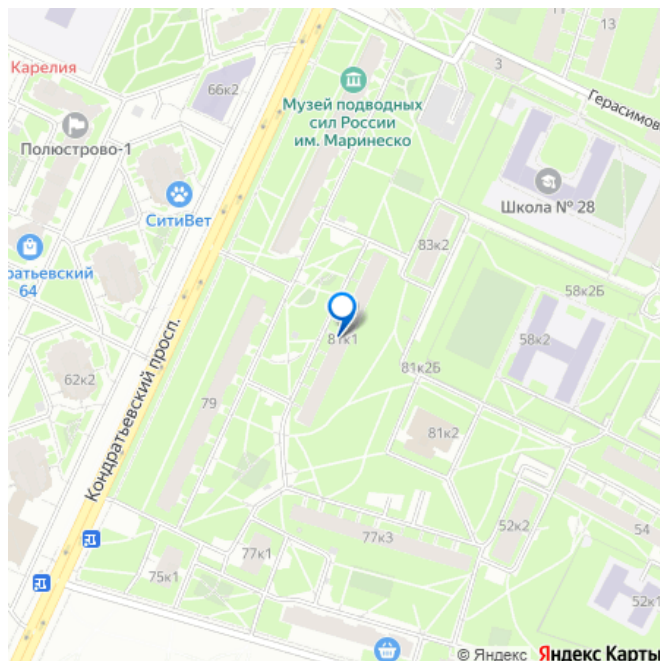 13
3
Карелия
66к2
Герасимов
Музей подводных
сил России
им. Маринеско
Полюстрово-1
Школа № 28
СитиВет
83к2
ратьевский
64
58к2Б
81к1
58к2
81к2Б
62к2
79
Кондратьевский просп.
81к2
52к2
54
77к3
77к1
75к1
52к1
© Яндекс Яндекс Карты